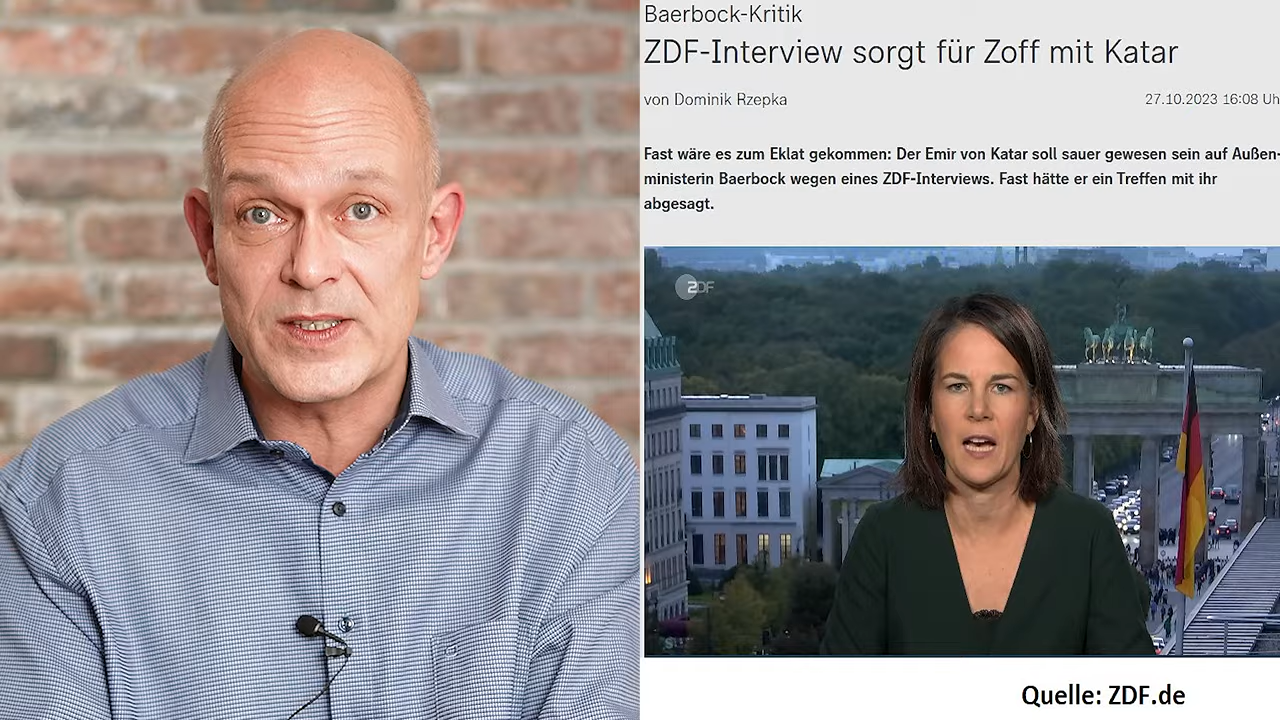 Baerbock-Kritik
ZDF-Interview sorgt für Zoff mit Katar
von Dominik Rzepka
27.10.2023 16:08 Uh
Fast wäre es zum Eklat gekommen: Der Emir von Katar soll sauer gewesen sein auf Außen-
ministerin Baerbock wegen eines ZDF-Interviews. Fast hätte er ein Treffen mit ihr
abgesagt.
ZDF
Quelle: ZDF.de